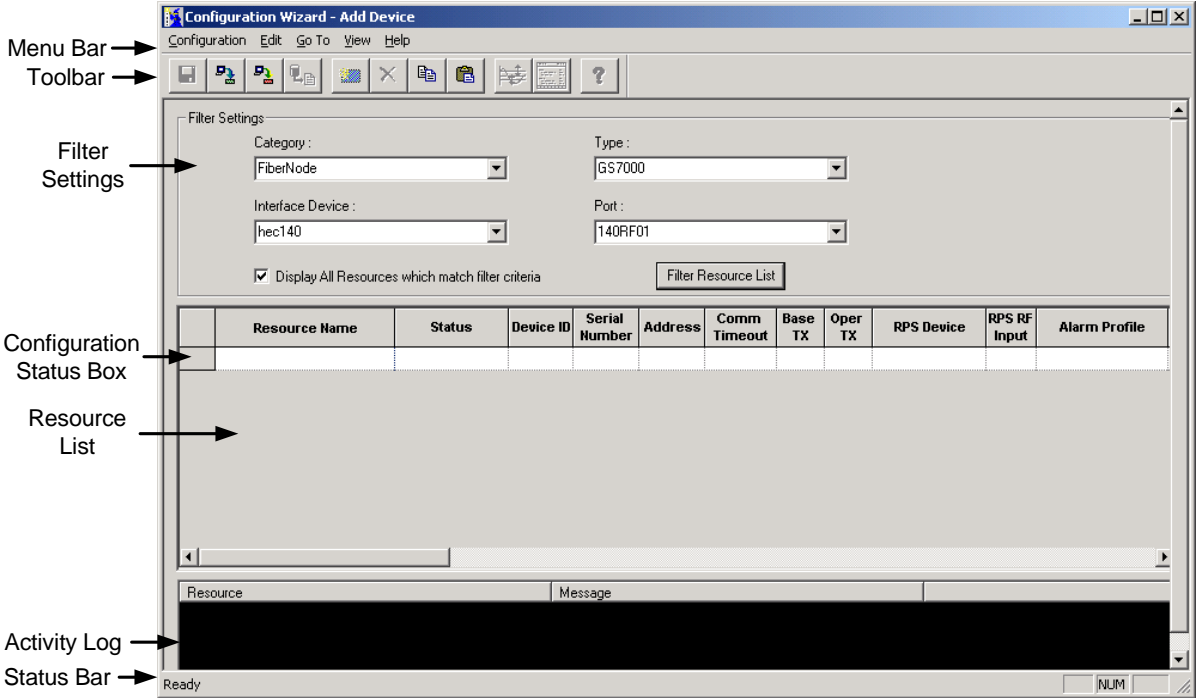 Configuration Wizard - Add Device
Menu Bar
Configuration Edit Go To View Help
Toolbar
?
Filter Settings
Filter
Settings
Category :
Type :
FiberNode
GS7000
Interface Device :
Port :
hec140
140RF01
Display All Resources which match filter criteria
Filter Resource List
Resource Name
Status
Device ID
Serial
Number
Address
Comm
Timeout
Base
TX
Oper
TX
RPS Device
RPS RF
Input
Alarm Profile
Configuration
Status Box
Resource
List
Resource
Message
Activity Log
Status Bar
Ready
NUM